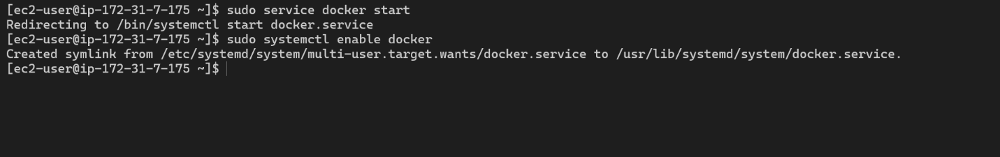 [ec2-user@ip-172-31-7-175 ~]$ sudo service docker start
Redirecting to /bin/systemctl start docker.service
[ec2-user@ip-172-31-7-175 ~]$ sudo systemctl enable docker
Created symlink from /etc/systemd/system/multi-user.target.wants/docker.service to /usr/lib/systemd/system/docker.service.
[ec2-user@ip-172-31-7-175 ~]$